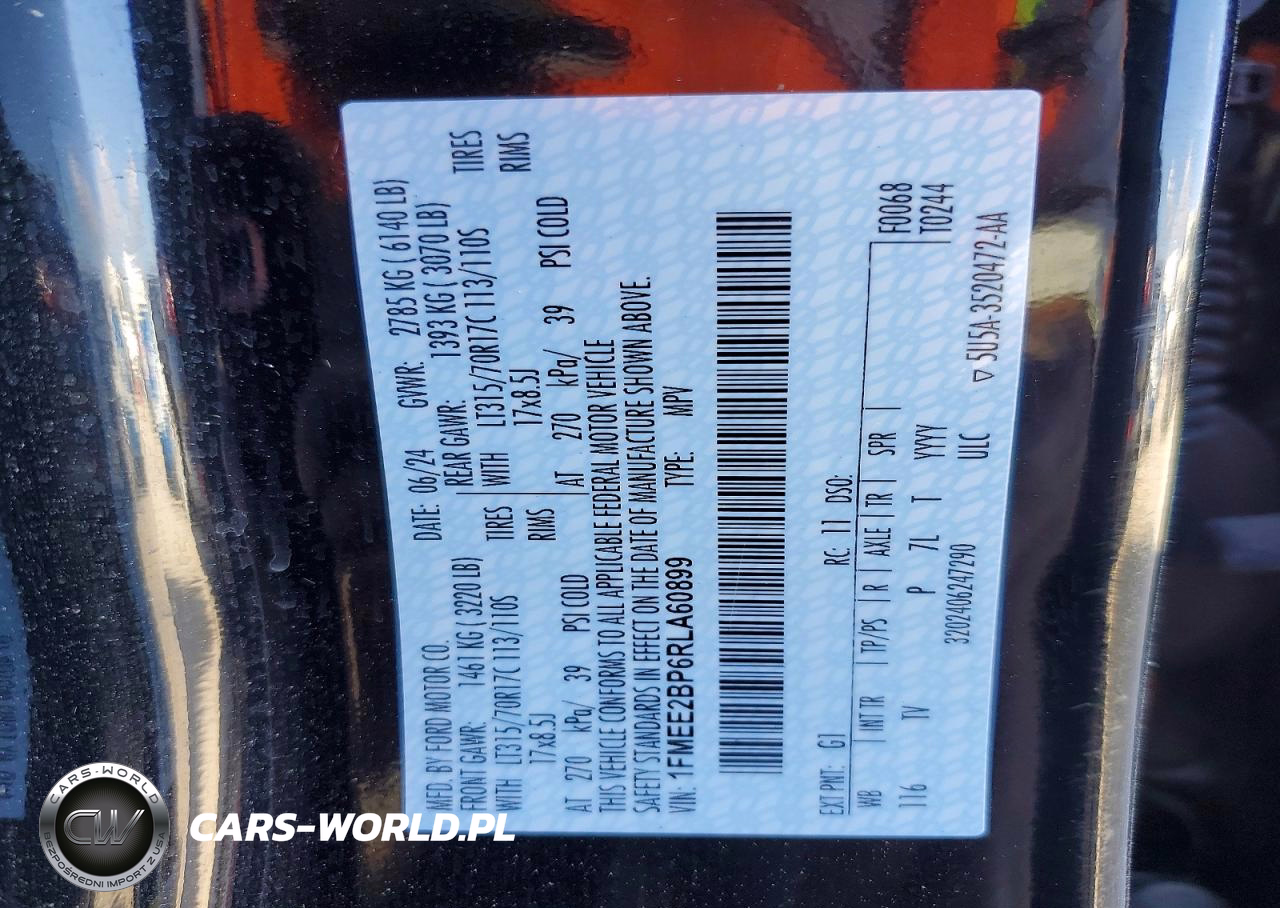 MFD. BY FORD MOTOR CO. DATE: 06/24 GVWR: 2785 KG ( 6140 LB)
FRONT GAWR: 1461 KG ( 3220 LB) REAR GAWR: 1393 KG ( 3070 LB)
WITH LT315/70R17C 113/110S TIRES WITH LT315/70R17C 113/110S TIRES
17x8.5J RIMS 17x8.5J RIMS
AT 270 kPa/ 39 PSI COLD AT 270 kPa/ 39 PSI COLD
THIS VEHICLE CONFORMS TO ALL APPLICABLE FEDERAL MOTOR VEHICLE
SAFETY STANDARDS IN EFFECT ON THE DATE OF MANUFACTURE SHOWN ABOVE.
VIN: 1FMEE2BP6RLA60899 TYPE: MPV
EXT PNT: G1 RC: 11 DSO: F0068
WB INT TR TP/PS R AXLE TR SPR T0244
116 TV P 7L T YYYY
3202406247290 ULC
▽ 5U5A-3520472-AA
CARS-WORLD
CW
BEZPOŚREDNI IMPORT Z USA
CARS-WORLD.PL